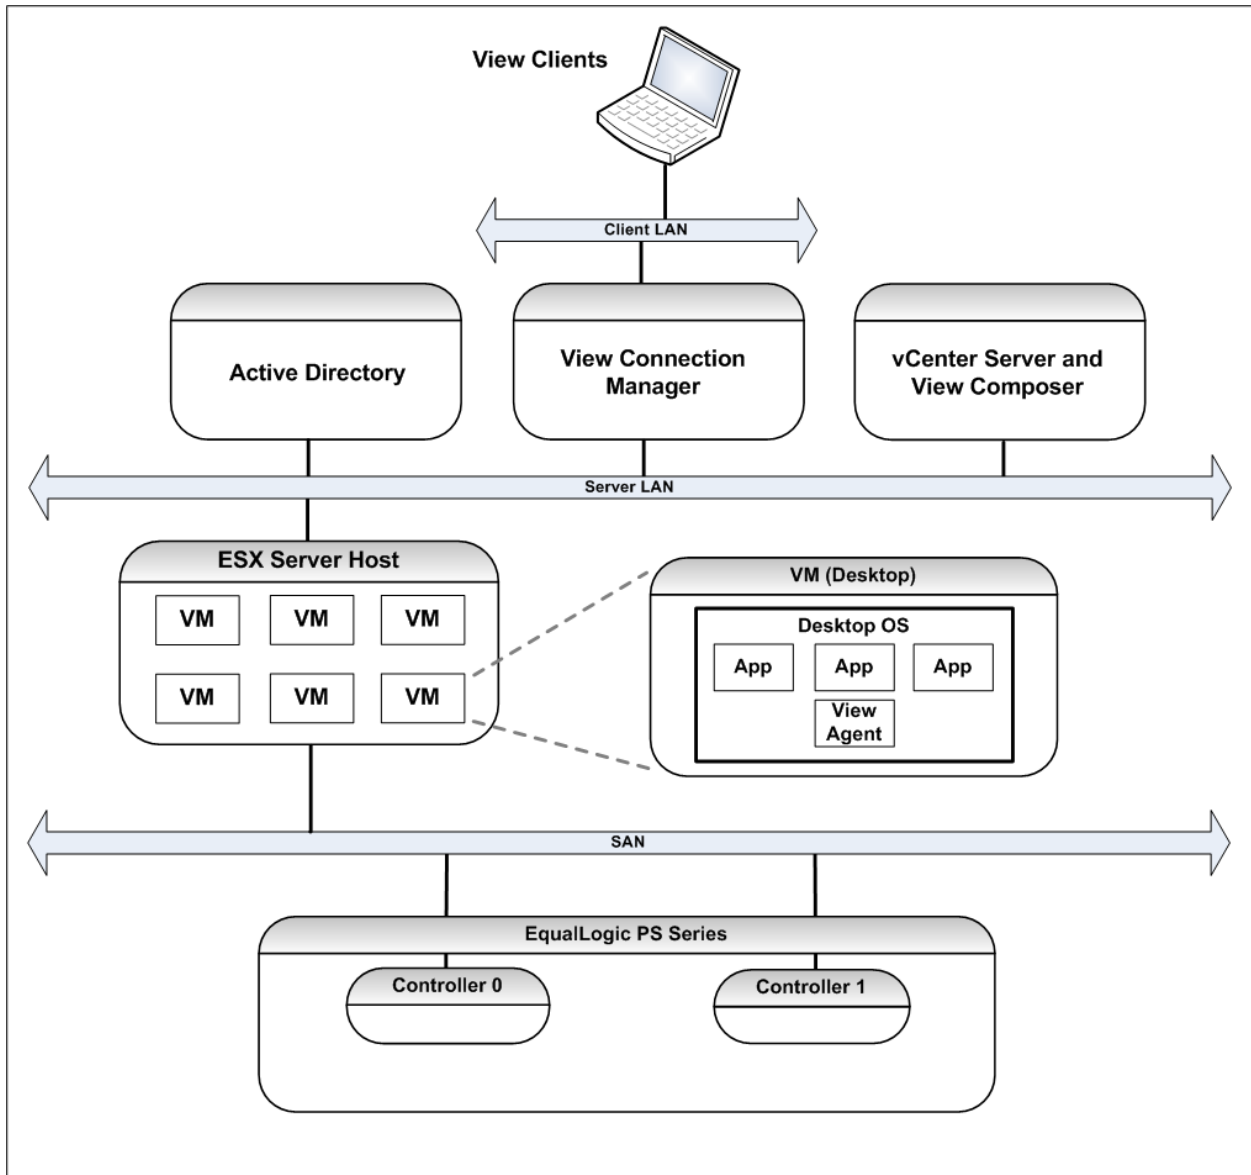 View Clients
Client LAN
Active Directory
View Connection
Manager
vCenter Server and
View Composer
Server LAN
ESX Server Host
VM VM VM
VM VM VM
VM (Desktop)
Desktop OS
App App App
View
Agent
SAN
EqualLogic PS Series
Controller 0
Controller 1